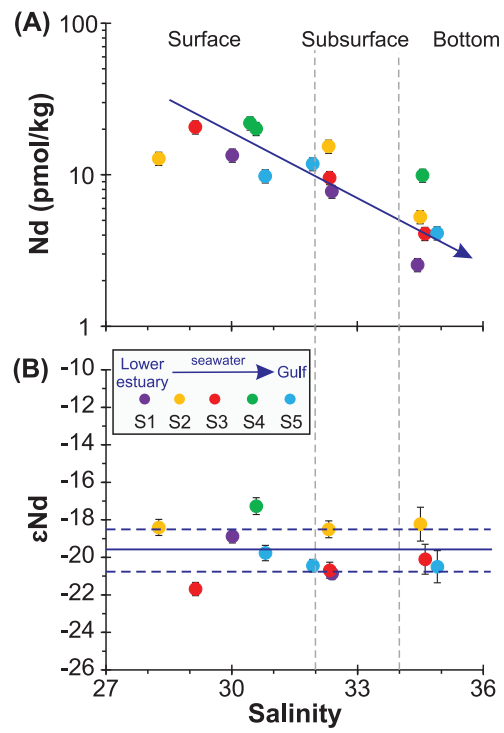 (A)
100
Surface
Subsurface
Bottom
Nd (pmol/kg)
10
1
(B)
-10
Lower estuary
seawater
Gulf
-12
S1 S2 S3 S4 S5
-14
-16
εNd
-18
-20
-22
-24
-26
27 30 33 36
Salinity